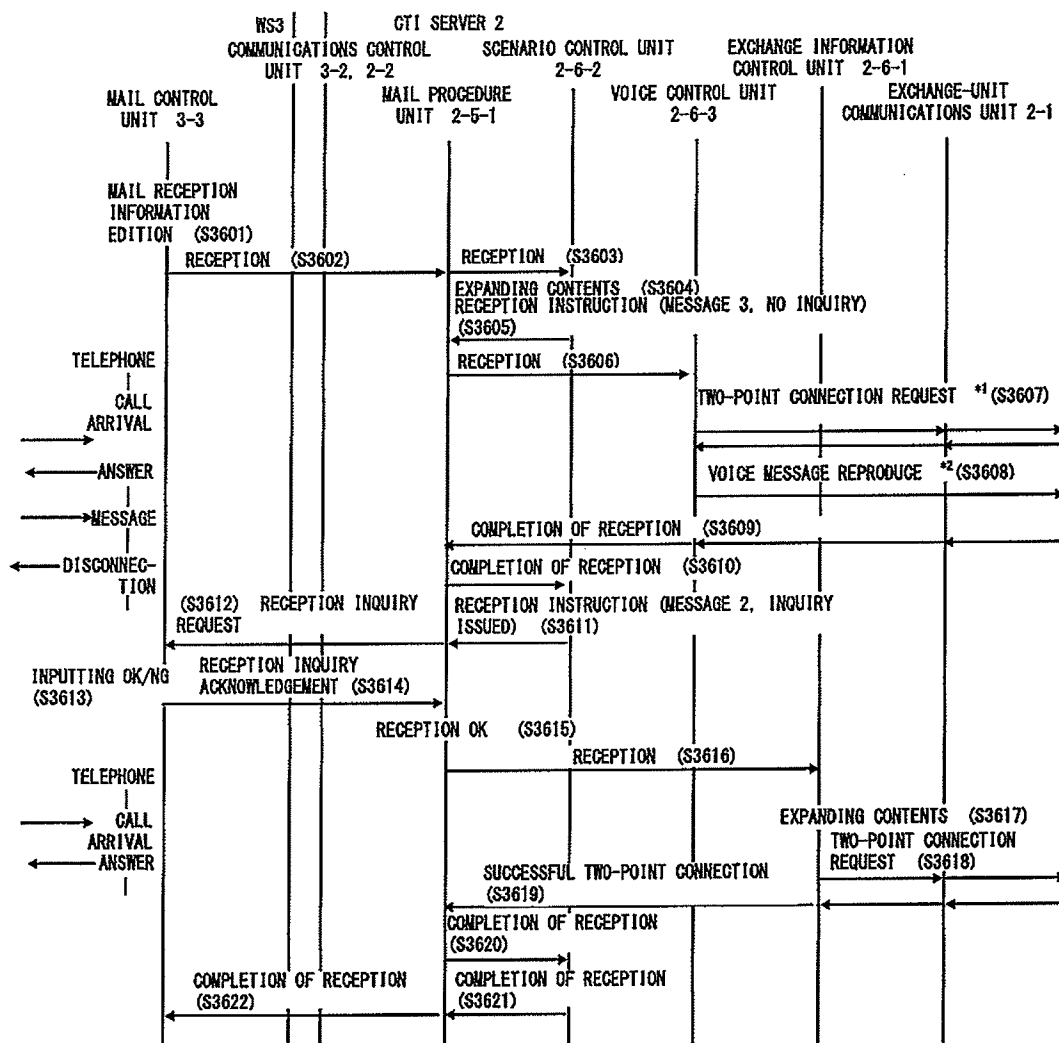 WS3
CTI SERVER 2
COMMUNICATIONS CONTROL
UNIT 3-2, 2-2
SCENARIO CONTROL UNIT
2-6-2
EXCHANGE INFORMATION
CONTROL UNIT 2-6-1
MAIL CONTROL
UNIT 3-3
MAIL PROCEDURE
UNIT 2-5-1
VOICE CONTROL UNIT
2-6-3
EXCHANGE-UNIT
COMMUNICATIONS UNIT 2-1
MAIL RECEPTION
INFORMATION
EDITION (S3601)
RECEPTION (S3602)
RECEPTION (S3603)
EXPANDING CONTENTS (S3604)
RECEPTION INSTRUCTION (MESSAGE 3, NO INQUIRY)
(S3605)
TELEPHONE
RECEPTION (S3606)
CALL
ARRIVAL
TWO-POINT CONNECTION REQUEST *1 (S3607)
ANSWER
VOICE MESSAGE REPRODUCE *2 (S3608)
MESSAGE
COMPLETION OF RECEPTION (S3609)
DISCONNEC-
TION
COMPLETION OF RECEPTION (S3610)
(S3612) RECEPTION INQUIRY
REQUEST
RECEPTION INSTRUCTION (MESSAGE 2, INQUIRY
ISSUED) (S3611)
INPUTTING OK/NG
(S3613)
RECEPTION INQUIRY
ACKNOWLEDGEMENT (S3614)
RECEPTION OK (S3615)
RECEPTION (S3616)
TELEPHONE
CALL
ARRIVAL
EXPANDING CONTENTS (S3617)
ANSWER
TWO-POINT CONNECTION
REQUEST (S3618)
SUCCESSFUL TWO-POINT CONNECTION
(S3619)
COMPLETION OF RECEPTION
(S3620)
COMPLETION OF RECEPTION
(S3622)
COMPLETION OF RECEPTION
(S3621)